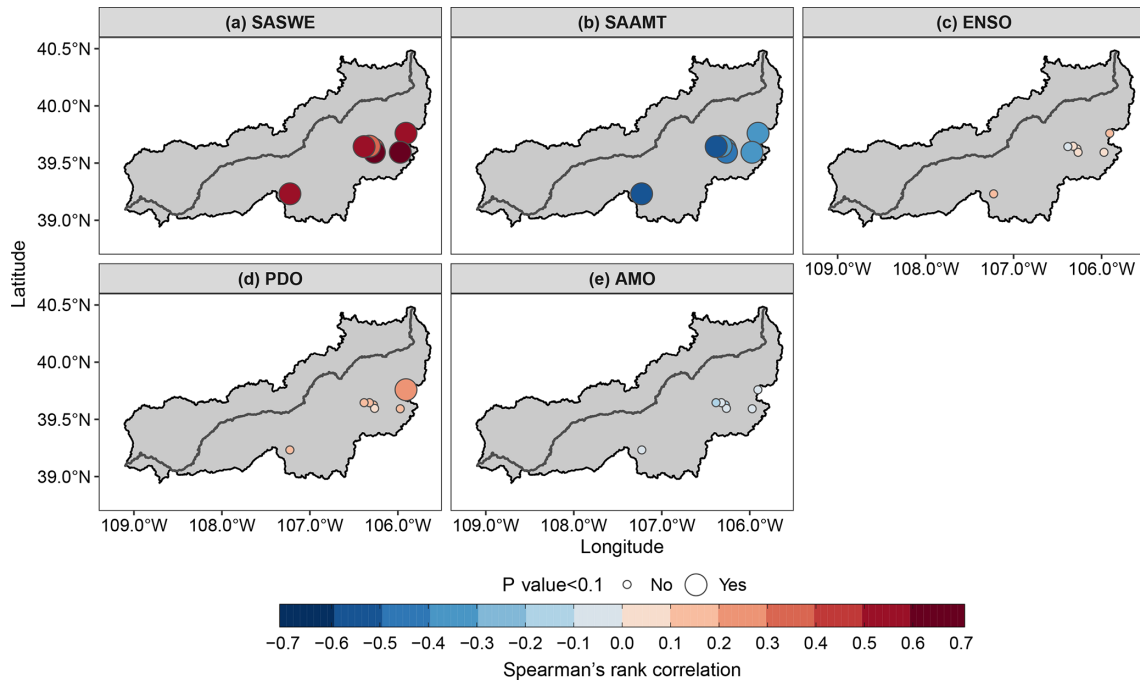 (a) SASWE (b) SAAMT (c) ENSO
40.5°N
40.0°N
39.5°N
39.0°N
109.0°W 108.0°W 107.0°W 106.0°W
Latitude
(d) PDO (e) AMO
40.5°N
40.0°N
39.5°N
39.0°N
109.0°W 108.0°W 107.0°W 106.0°W 109.0°W 108.0°W 107.0°W 106.0°W
Longitude
P value<0.1 No Yes
−0.7 −0.6 −0.5 −0.4 −0.3 −0.2 −0.1 0.0 0.1 0.2 0.3 0.4 0.5 0.6 0.7
Spearman's rank correlation